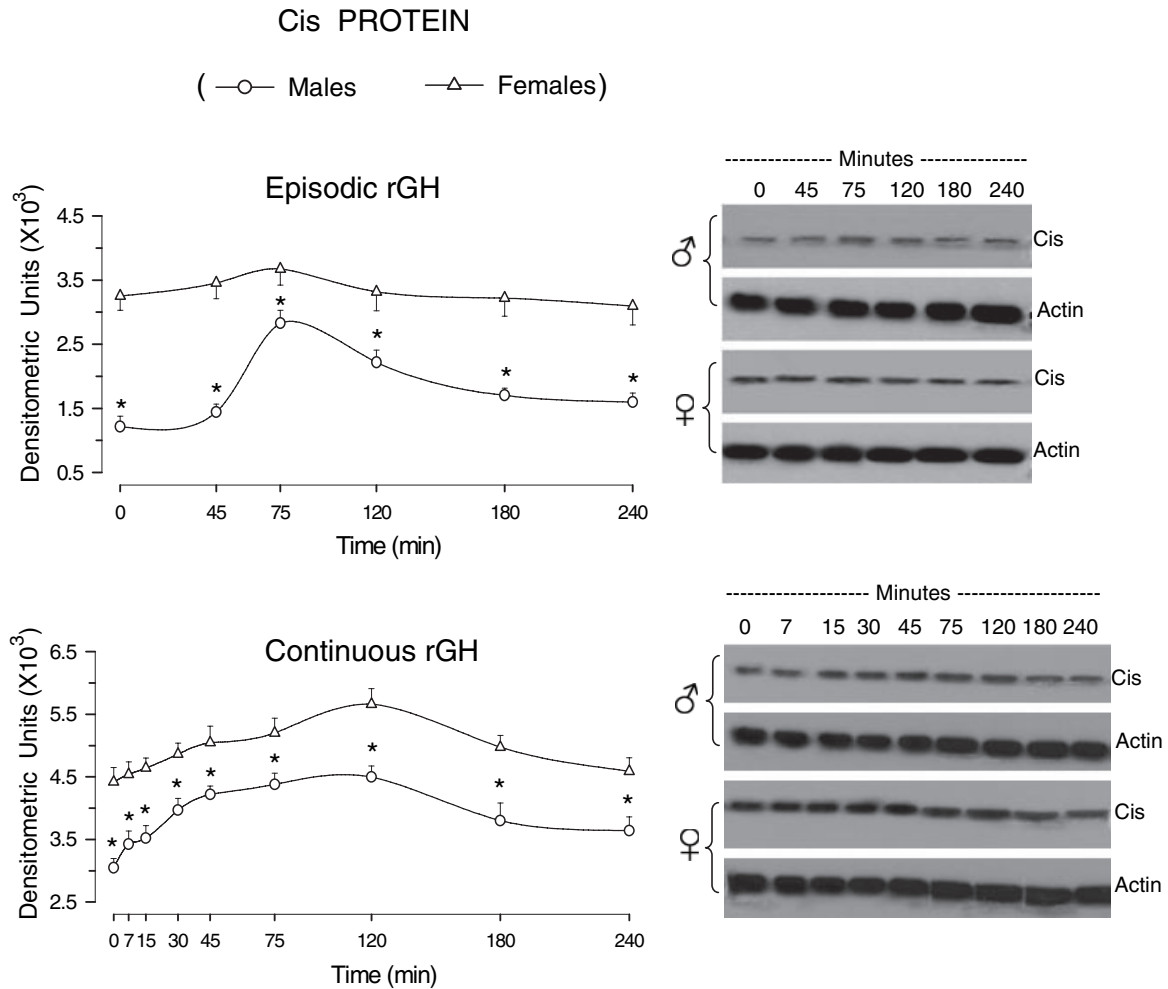 Cis PROTEIN
( Males Females)
Episodic rGH
Densitometric Units (X10³)
4.5
3.5
2.5
1.5
0.5
* * * * * *
0 45 75 120 180 240
Time (min)
------------------ Minutes ------------------
0 45 75 120 180 240
♂
Cis
Actin
♀
Cis
Actin
Continuous rGH
Densitometric Units (X10³)
6.5
5.5
4.5
3.5
2.5
* * * * * * * * *
0 7 15 30 45 75 120 180 240
Time (min)
------------------------ Minutes ------------------------
0 7 15 30 45 75 120 180 240
♂
Cis
Actin
♀
Cis
Actin